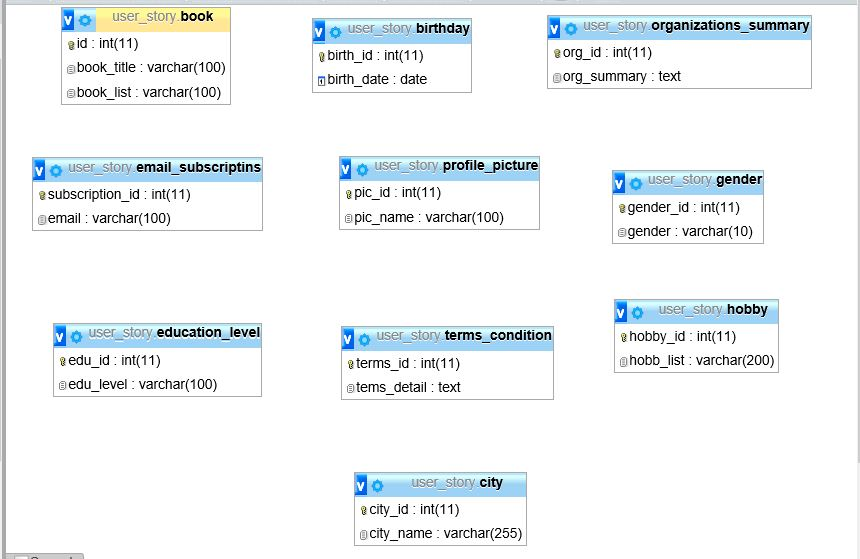 user_story.book
id : int(11)
book_title : varchar(100)
book_list : varchar(100)
user_story.birthday
birth_id : int(11)
birth_date : date
user_story.organizations_summary
org_id : int(11)
org_summary : text
user_story.email_subscriptins
subscription_id : int(11)
email : varchar(100)
user_story.profile_picture
pic_id : int(11)
pic_name : varchar(100)
user_story.gender
gender_id : int(11)
gender : varchar(10)
user_story.education_level
edu_id : int(11)
edu_level : varchar(100)
user_story.terms_condition
terms_id : int(11)
tems_detail : text
user_story.hobby
hobby_id : int(11)
hobb_list : varchar(200)
user_story.city
city_id : int(11)
city_name : varchar(255)